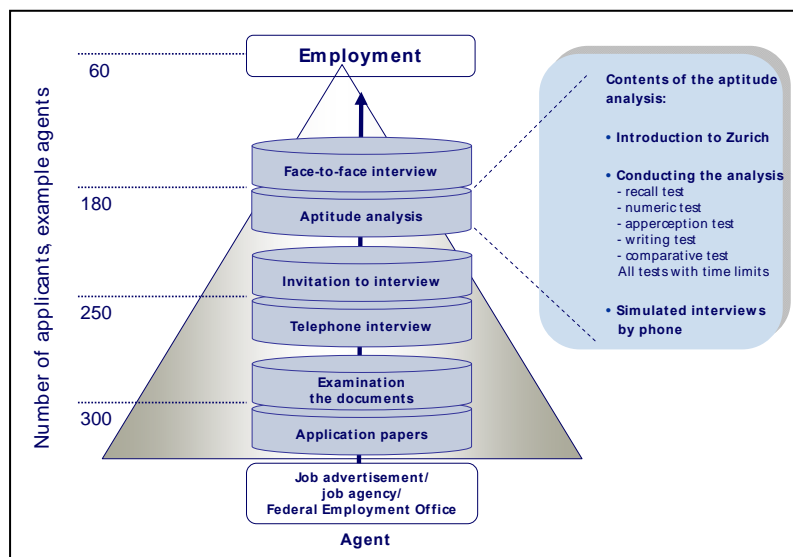 Number of applicants, example agents
60
180
250
300
Employment
Face-to-face interview
Aptitude analysis
Invitation to interview
Telephone interview
Examination
the documents
Application papers
Job advertisement/
job agency/
Federal Employment Office
Agent
Contents of the aptitude
analysis:
• Introduction to Zurich
• Conducting the analysis
- recall test
- numeric test
- apperception test
- writing test
- comparative test
All tests with time limits
• Simulated interviews
by phone